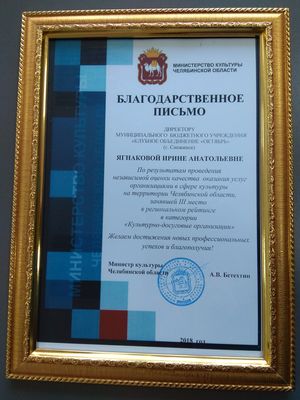 МИНИСТЕРСТВО КУЛЬТУРЫ
ЧЕЛЯБИНСКОЙ ОБЛАСТИ
БЛАГОДАРСТВЕННОЕ
ПИСЬМО
ДИРЕКТОРУ
МУНИЦИПАЛЬНОГО БЮДЖЕТНОГО УЧРЕЖДЕНИЯ
«КЛУБНОЕ ОБЪЕДИНЕНИЕ «ОКТЯБРЬ»
(г. Снежинск)
ЯГНАКОВОЙ ИРИНЕ АНАТОЛЬЕВНЕ
По результатам проведения
независимой оценки качества оказания услуг
организациями в сфере культуры
на территории Челябинской области,
занявшей III место
в региональном рейтинге
в категории
«Культурно-досуговые организации»
Желаем достижения новых профессиональных
успехов и благополучия!
Министр культуры
Челябинской области
А.В. Бетехтин
2018 год